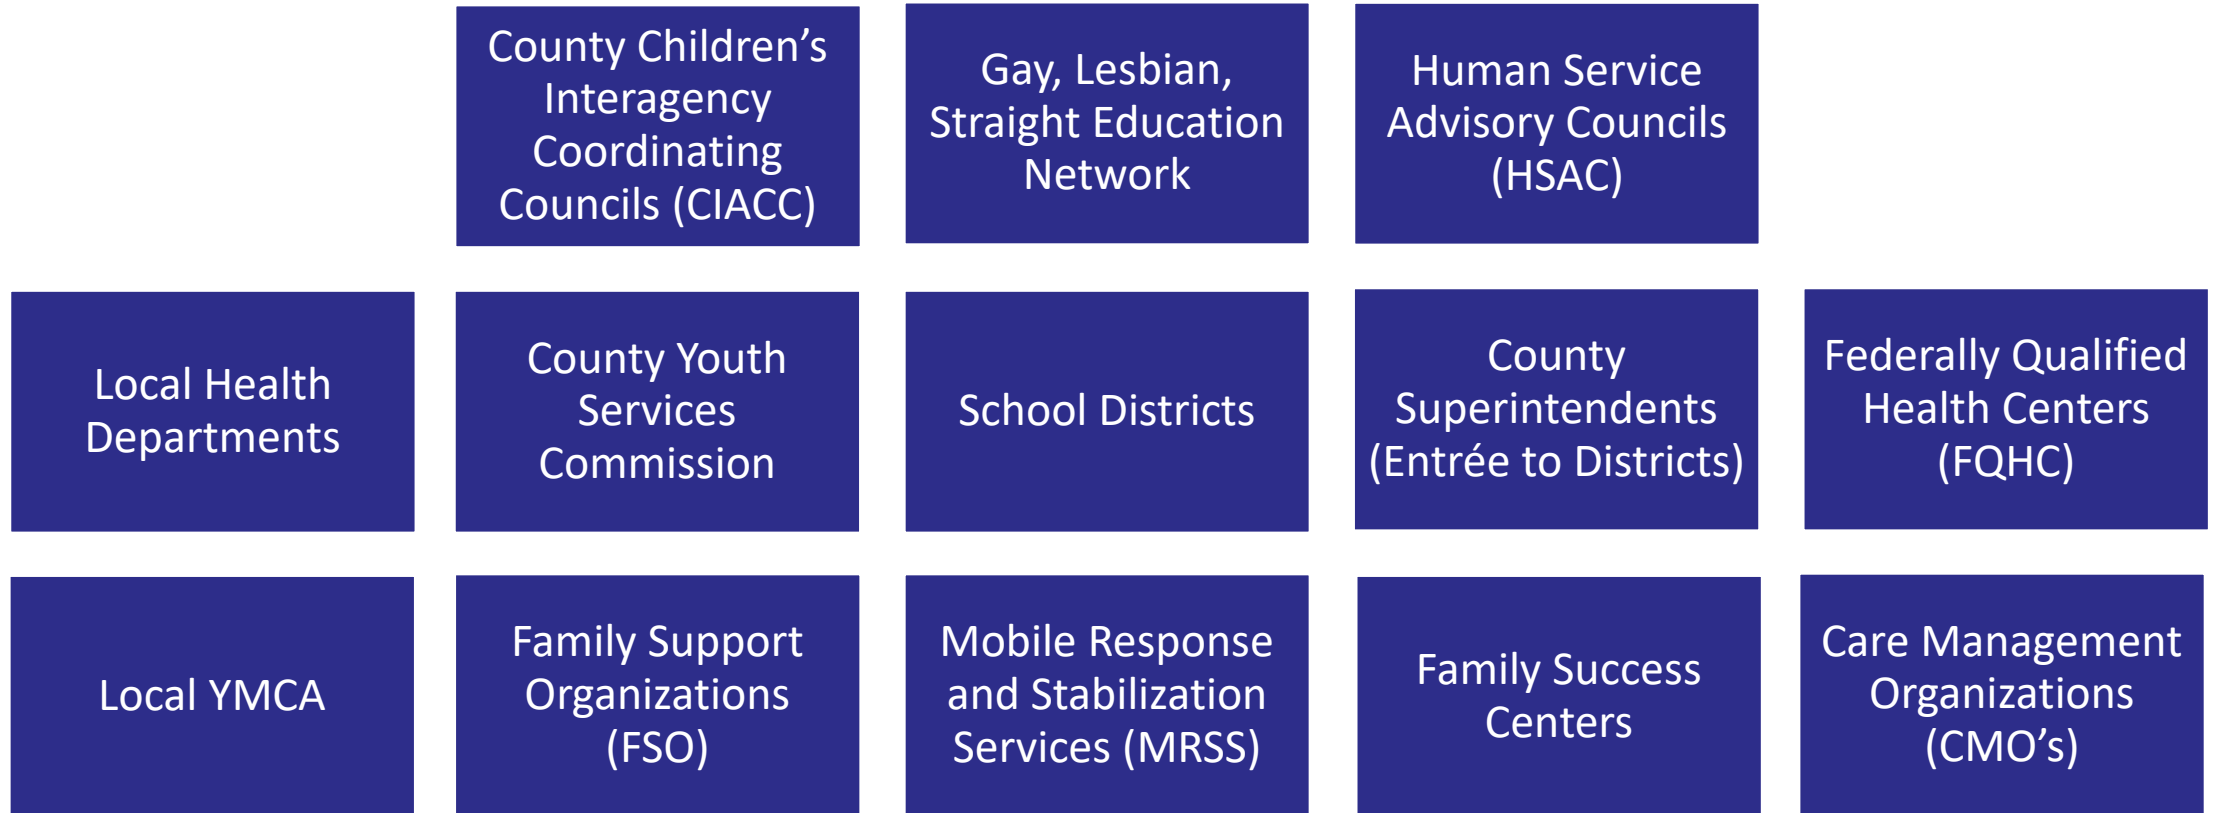 County Children’s
Interagency
Coordinating
Councils (CIACC)
Gay, Lesbian,
Straight Education
Network
Human Service
Advisory Councils
(HSAC)
Local Health
Departments
County Youth
Services
Commission
School Districts
County
Superintendents
(Entrée to Districts)
Federally Qualified
Health Centers
(FQHC)
Local YMCA
Family Support
Organizations
(FSO)
Mobile Response
and Stabilization
Services (MRSS)
Family Success
Centers
Care Management
Organizations
(CMO’s)